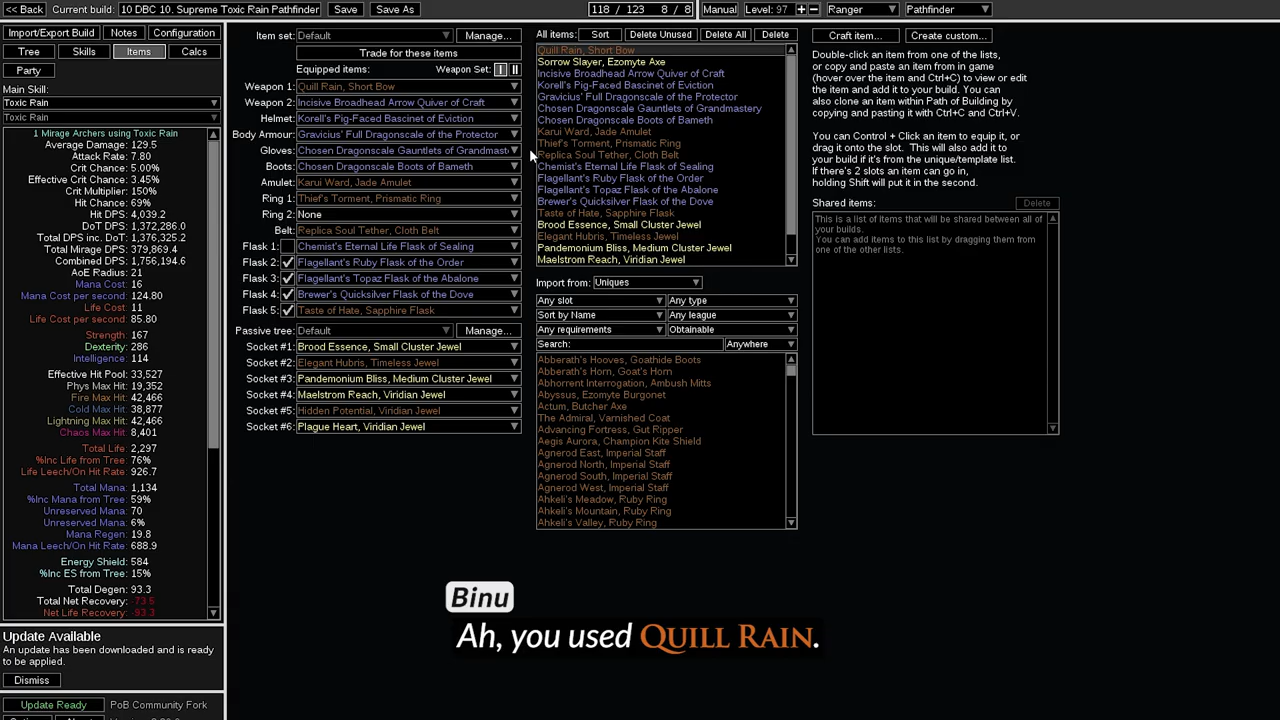 << Back Current build: 10 DBC 10. Supreme Toxic Rain Pathfinder Save Save As 118 / 123 8 / 8 Manual Level: 97 + - Ranger Pathfinder
Import/Export Build Notes Configuration
Tree Skills Items Calcs
Party
Main Skill:
Toxic Rain
Toxic Rain
1 Mirage Archers using Toxic Rain
Average Damage: 129.5
Attack Rate: 7.80
Crit Chance: 5.00%
Effective Crit Chance: 3.45%
Crit Multiplier: 150%
Hit Chance: 69%
Hit DPS: 4,039.2
DoT DPS: 1,372,286.0
Total DPS inc. DoT: 1,376,325.2
Total Mirage DPS: 379,869.4
Combined DPS: 1,756,194.6
AoE Radius: 21
Mana Cost: 16
Mana Cost per second: 124.80
Life Cost: 11
Life Cost per second: 85.80
Strength: 167
Dexterity: 286
Intelligence: 114
Effective Hit Pool: 33,527
Phys Max Hit: 19,352
Fire Max Hit: 42,466
Cold Max Hit: 38,877
Lightning Max Hit: 42,466
Chaos Max Hit: 8,401
Total Life: 2,297
%Inc Life from Tree: 76%
Life Leech/On Hit Rate: 926.7
Total Mana: 1,134
%Inc Mana from Tree: 59%
Unreserved Mana: 70
Unreserved Mana: 6%
Mana Regen: 19.8
Mana Leech/On Hit Rate: 688.9
Energy Shield: 584
%Inc ES from Tree: 15%
Total Degen: 93.3
Total Net Recovery: -73.5
Net Life Recovery: -93.3
Update Available
An update has been downloaded and is ready
to be applied.
Dismiss
Update Ready PoB Community Fork
Item set: Default Manage...
Trade for these items
Equipped items: Weapon Set: I II
Weapon 1: Quill Rain, Short Bow
Weapon 2: Incisive Broadhead Arrow Quiver of Craft
Helmet: Korell's Pig-Faced Bascinet of Eviction
Body Armour: Gravicius' Full Dragonscale of the Protector
Gloves: Chosen Dragonscale Gauntlets of Grandmast
Boots: Chosen Dragonscale Boots of Bameth
Amulet: Karui Ward, Jade Amulet
Ring 1: Thief's Torment, Prismatic Ring
Ring 2: None
Belt: Replica Soul Tether, Cloth Belt
Flask 1: Chemist's Eternal Life Flask of Sealing
Flask 2: Flagellant's Ruby Flask of the Order
Flask 3: Flagellant's Topaz Flask of the Abalone
Flask 4: Brewer's Quicksilver Flask of the Dove
Flask 5: Taste of Hate, Sapphire Flask
Passive tree: Default Manage...
Socket #1: Brood Essence, Small Cluster Jewel
Socket #2: Elegant Hubris, Timeless Jewel
Socket #3: Pandemonium Bliss, Medium Cluster Jewel
Socket #4: Maelstrom Reach, Viridian Jewel
Socket #5: Hidden Potential, Viridian Jewel
Socket #6: Plague Heart, Viridian Jewel
All items: Sort Delete Unused Delete All Delete
Quill Rain, Short Bow
Sorrow Slayer, Ezomyte Axe
Incisive Broadhead Arrow Quiver of Craft
Korell's Pig-Faced Bascinet of Eviction
Gravicius' Full Dragonscale of the Protector
Chosen Dragonscale Gauntlets of Grandmastery
Chosen Dragonscale Boots of Bameth
Karui Ward, Jade Amulet
Thief's Torment, Prismatic Ring
Replica Soul Tether, Cloth Belt
Chemist's Eternal Life Flask of Sealing
Flagellant's Ruby Flask of the Order
Flagellant's Topaz Flask of the Abalone
Brewer's Quicksilver Flask of the Dove
Taste of Hate, Sapphire Flask
Brood Essence, Small Cluster Jewel
Elegant Hubris, Timeless Jewel
Pandemonium Bliss, Medium Cluster Jewel
Maelstrom Reach, Viridian Jewel
Import from: Uniques
Any slot Any type
Sort by Name Any league
Any requirements Obtainable
Search: Anywhere
Abberath's Hooves, Goathide Boots
Abberath's Horn, Goat's Horn
Abhorrent Interrogation, Ambush Mitts
Abyssus, Ezomyte Burgonet
Actum, Butcher Axe
The Admiral, Varnished Coat
Advancing Fortress, Gut Ripper
Aegis Aurora, Champion Kite Shield
Agnerod East, Imperial Staff
Agnerod North, Imperial Staff
Agnerod South, Imperial Staff
Agnerod West, Imperial Staff
Ahkeli's Meadow, Ruby Ring
Ahkeli's Mountain, Ruby Ring
Ahkeli's Valley, Ruby Ring
Craft item... Create custom...
Double-click an item from one of the lists,
or copy and paste an item from in game
(hover over the item and Ctrl+C) to view or edit
the item and add it to your build. You can
also clone an item within Path of Building by
copying and pasting it with Ctrl+C and Ctrl+V.
You can Control + Click an item to equip it, or
drag it onto the slot. This will also add it to
your build if it's from the unique/template list.
If there's 2 slots an item can go in,
holding Shift will put it in the second.
Shared items: Delete
This is a list of items that will be shared between all of
your builds.
You can add items to this list by dragging them from
one of the other lists.
Binu
Ah, you used QUILL RAIN.